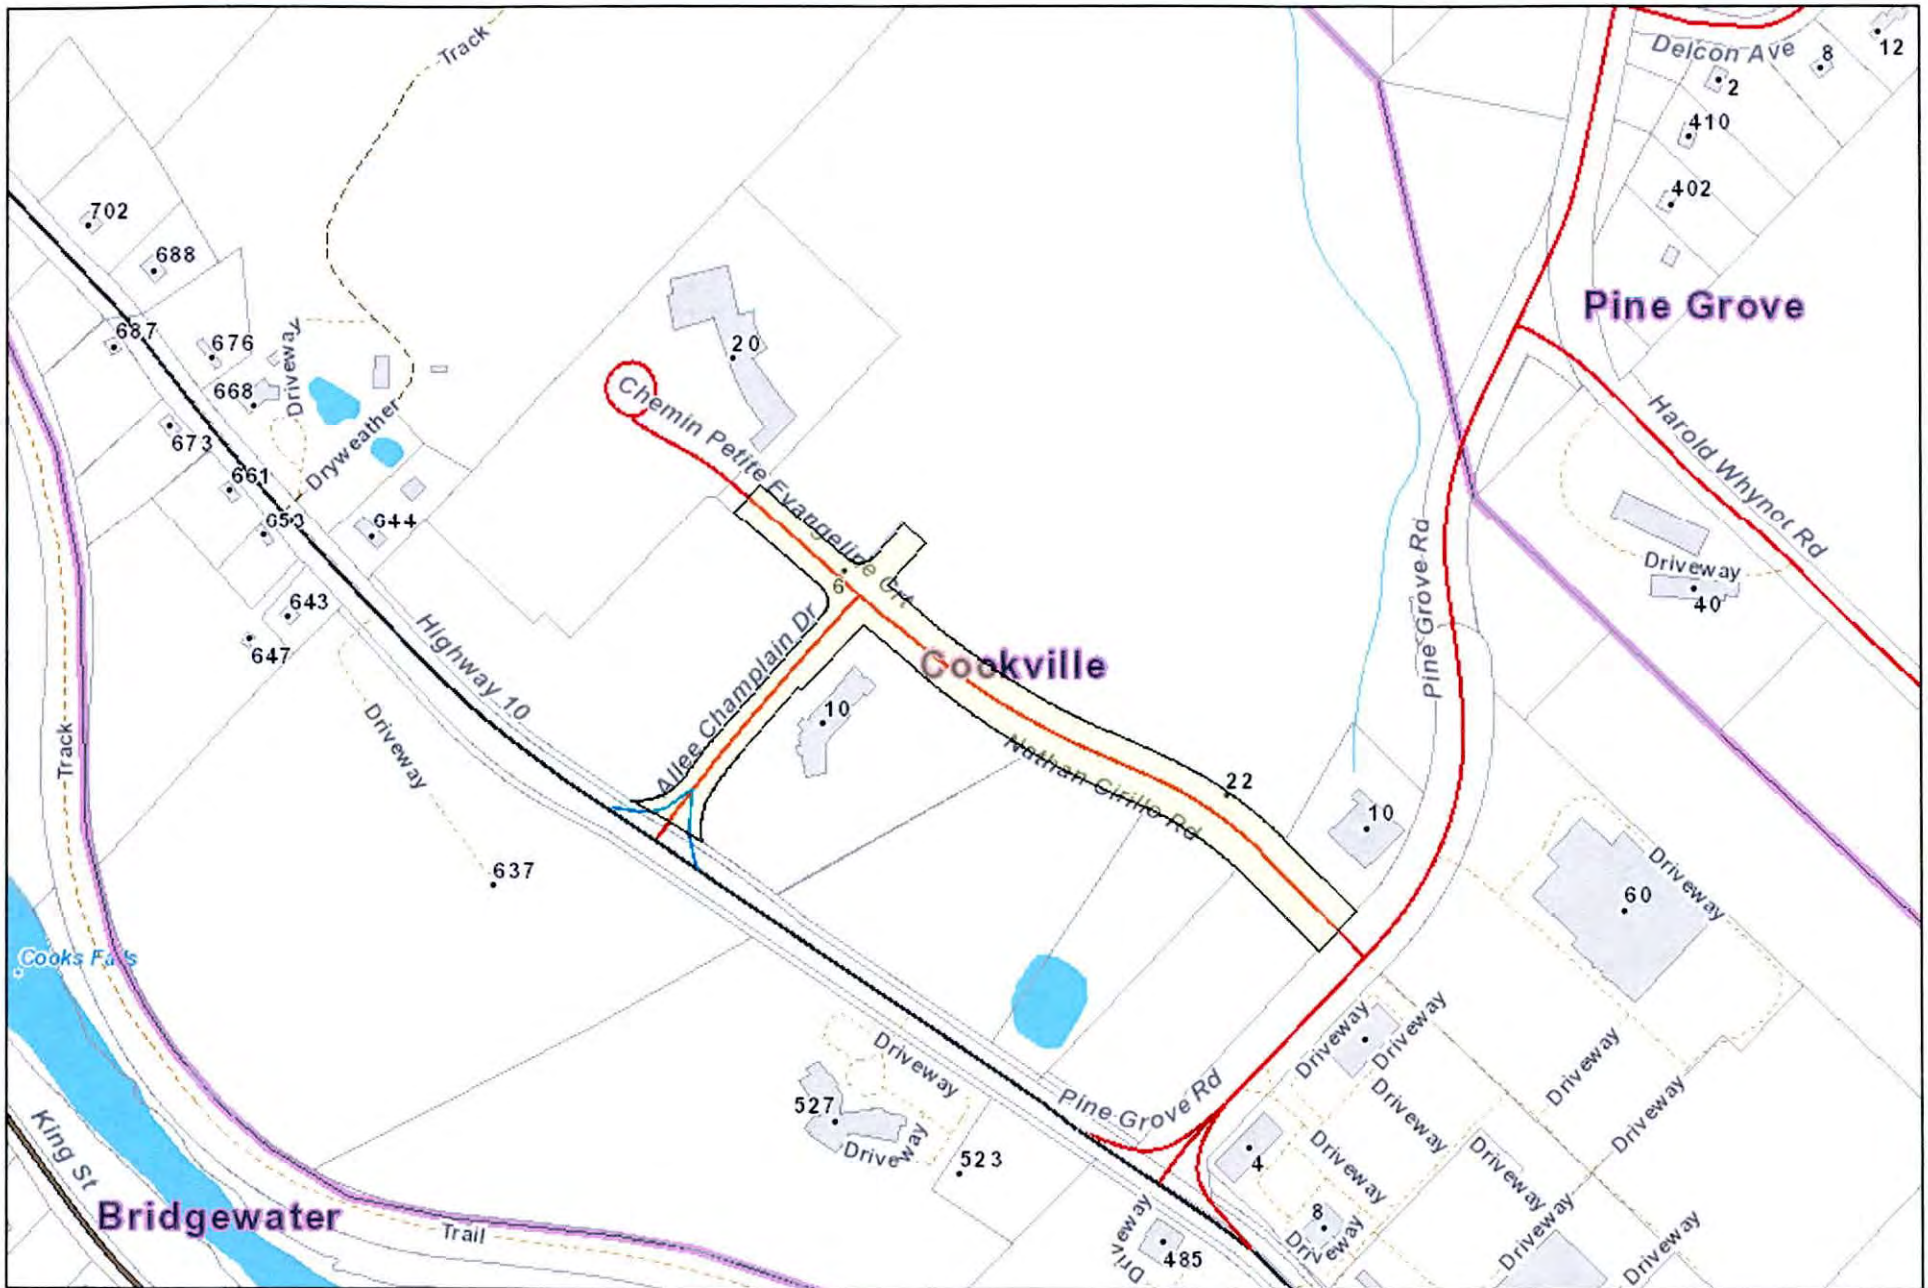 Track
Delcon Ave
8
12
2
410
402
702
688
Pine Grove
687
676
Driveway
668
20
Chemin Petite Evangeline Crt
Dryweather
673
661
653
644
Harold Whynot Rd
Driveway
40
Pine Grove Rd
6
643
647
Highway 10
Cookville
Allee Champlain Dr
10
Driveway
Track
Nathan Cirillo Rd
22
10
637
60
Driveway
Cooks Falls
Driveway
Driveway
Driveway
Driveway
Driveway
527
Driveway
Pine Grove Rd
Driveway
523
4
Driveway
Driveway
Driveway
King St
Bridgewater
Trail
Driveway
485
8
Driveway
Driveway
Driveway